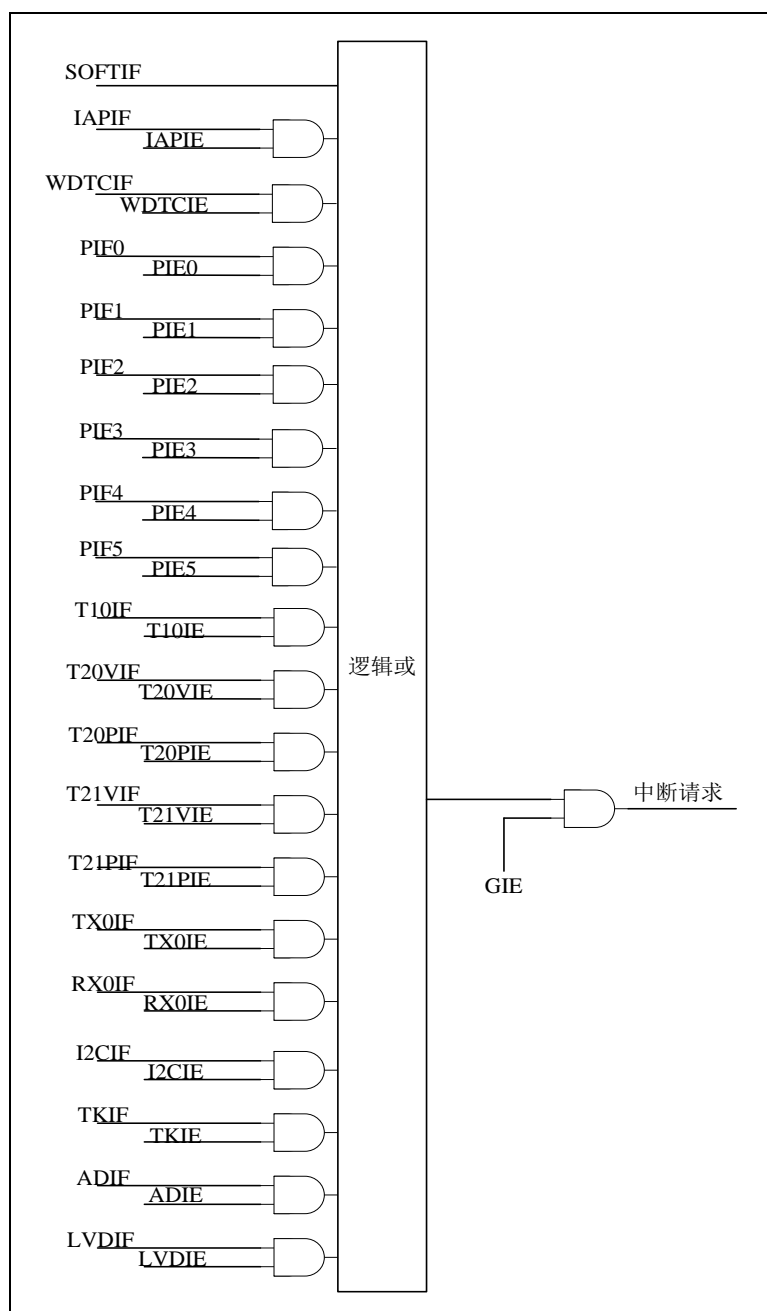 SOFTIF
IAPIF
IAPIE
WDTCIF
WDTCIE
PIF0
PIE0
PIF1
PIE1
PIF2
PIE2
PIF3
PIE3
PIF4
PIE4
PIF5
PIE5
T10IF
T10IE
逻辑或
T20VIF
T20VIE
T20PIF
T20PIE
T21VIF
T21VIE
中断请求
T21PIF
T21PIE
GIE
TX0IF
TX0IE
RX0IF
RX0IE
I2CIF
I2CIE
TKIF
TKIE
ADIF
ADIE
LVDIF
LVDIE